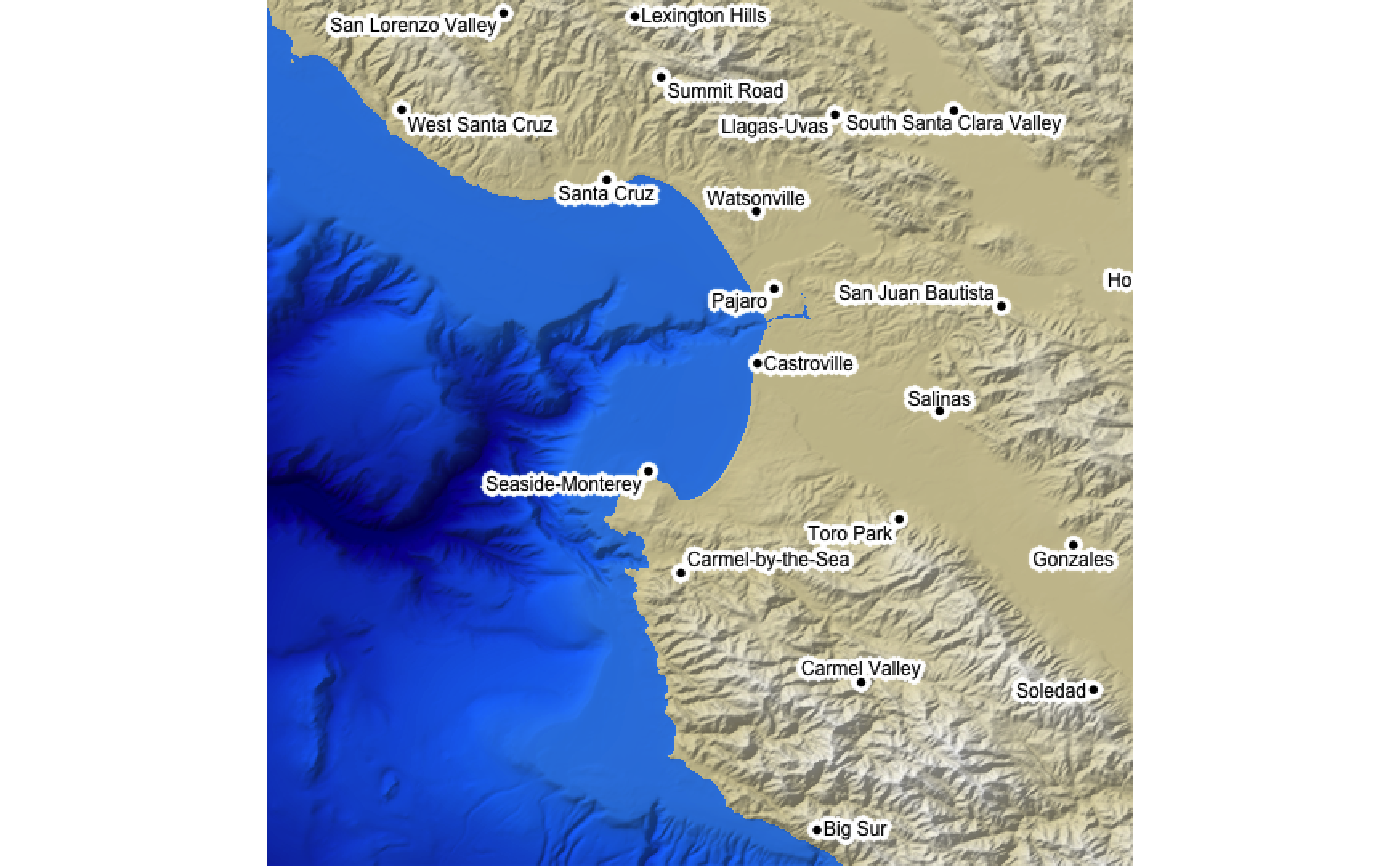 Lexington Hills
San Lorenzo Valley
Summit Road
West Santa Cruz
Llagas-Uvas
South Santa Clara Valley
Santa Cruz
Watsonville
Ho
San Juan Bautista
Pajaro
Castroville
Salinas
Seaside-Monterey
Toro Park
Carmel-by-the-Sea
Gonzales
Carmel Valley
Soledad
Big Sur